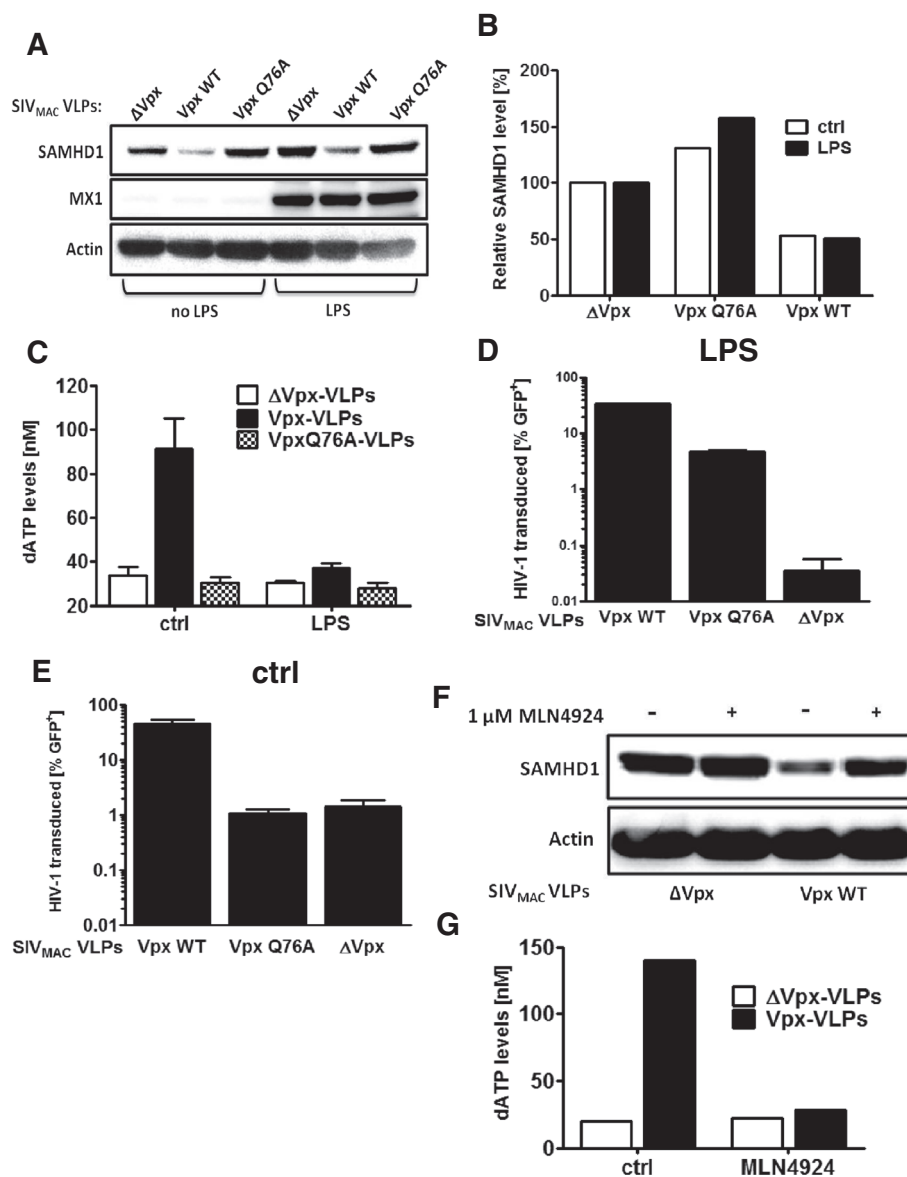 A
SIVMAC VLPs:
ΔVpx
Vpx WT
Vpx Q76A
ΔVpx
Vpx WT
Vpx Q76A
SAMHD1
MX1
Actin
no LPS
LPS
B
Relative SAMHD1 level [%]
200
150
100
50
0
ctrl
LPS
ΔVpx
Vpx Q76A
Vpx WT
C
dATP levels [nM]
120
100
80
60
40
20
ΔVpx-VLPs
Vpx-VLPs
VpxQ76A-VLPs
ctrl
LPS
D
LPS
HIV-1 transduced [% GFP+]
100
10
1
0.1
0.01
SIVMAC VLPs
Vpx WT
Vpx Q76A
ΔVpx
E
ctrl
HIV-1 transduced [% GFP+]
100
10
1
0.1
0.01
SIVMAC VLPs
Vpx WT
Vpx Q76A
ΔVpx
F
1 µM MLN4924
-
+
-
+
SAMHD1
Actin
SIVMAC VLPs
ΔVpx
Vpx WT
G
dATP levels [nM]
150
100
50
0
ΔVpx-VLPs
Vpx-VLPs
ctrl
MLN4924